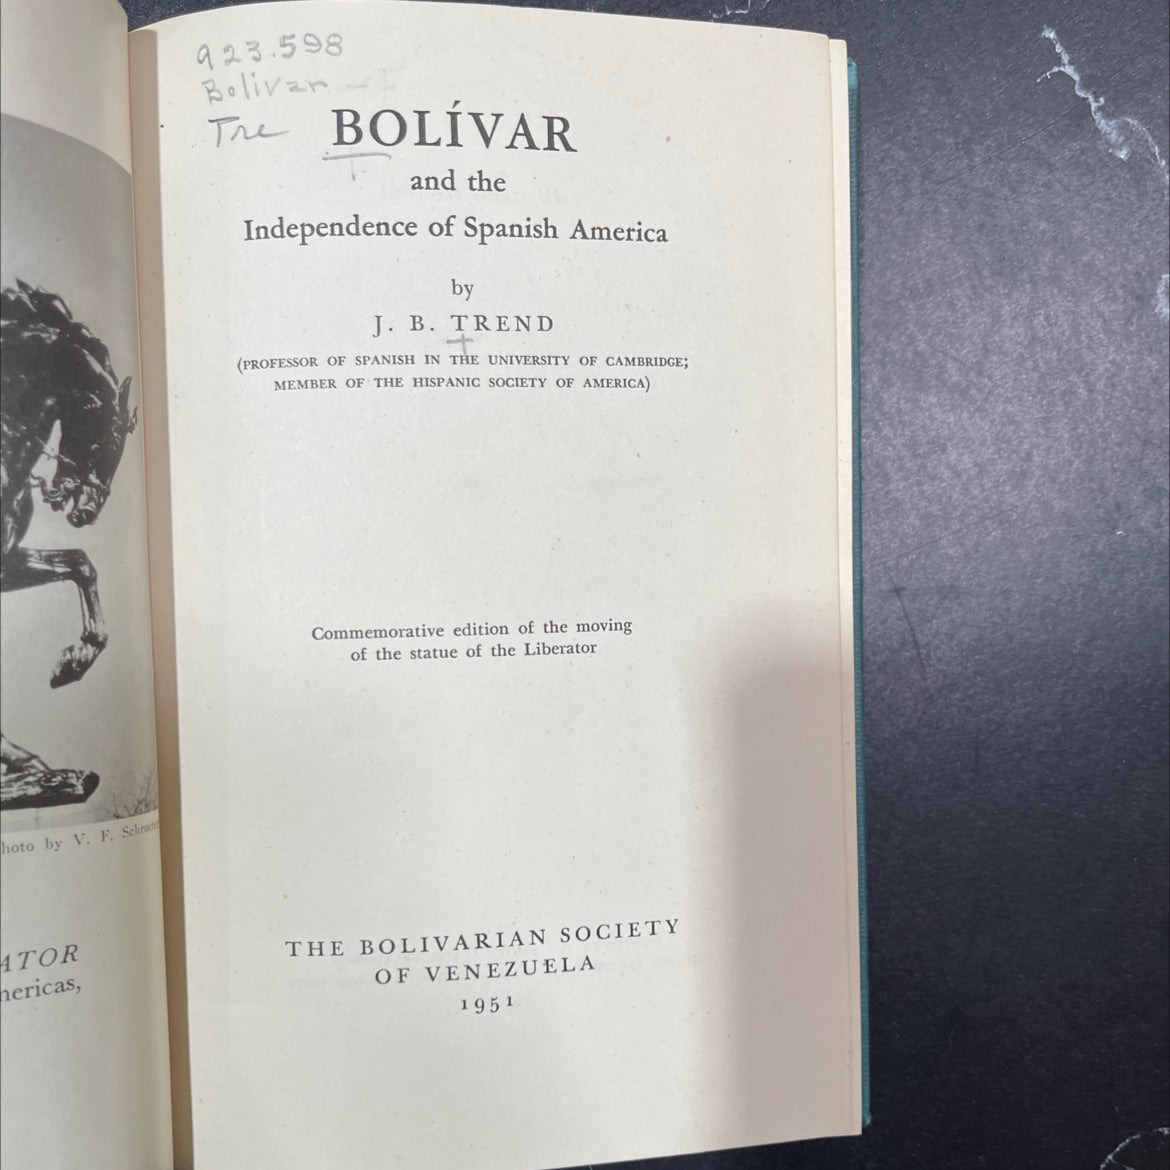 hoto by V. F. Schroeter
ATOR
mericas,
923.598
Bolivar
Tre
BOLÍVAR
and the
Independence of Spanish America
by
J. B. TREND
(PROFESSOR OF SPANISH IN THE UNIVERSITY OF CAMBRIDGE;
MEMBER OF THE HISPANIC SOCIETY OF AMERICA)
Commemorative edition of the moving
of the statue of the Liberator
THE BOLIVARIAN SOCIETY
OF VENEZUELA
1951